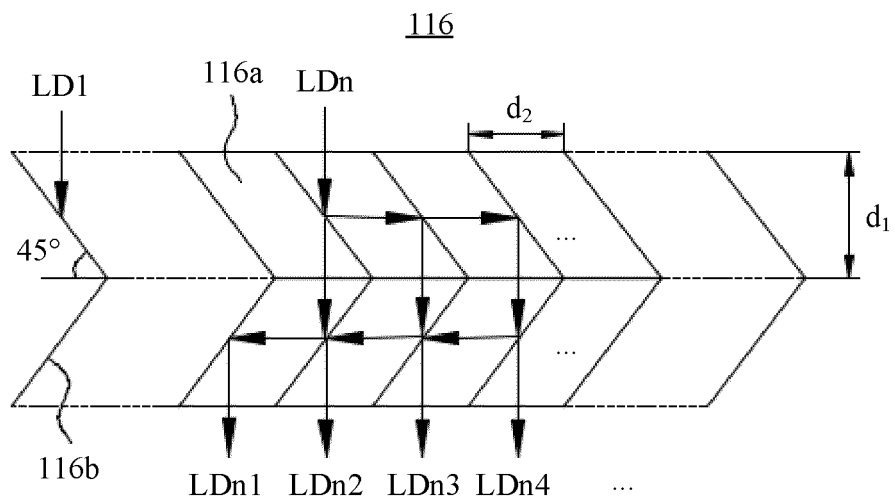 116
116a
LD1
LDn
d₂
d₁
45°
...
...
116b
LDn1 LDn2 LDn3 LDn4 ...